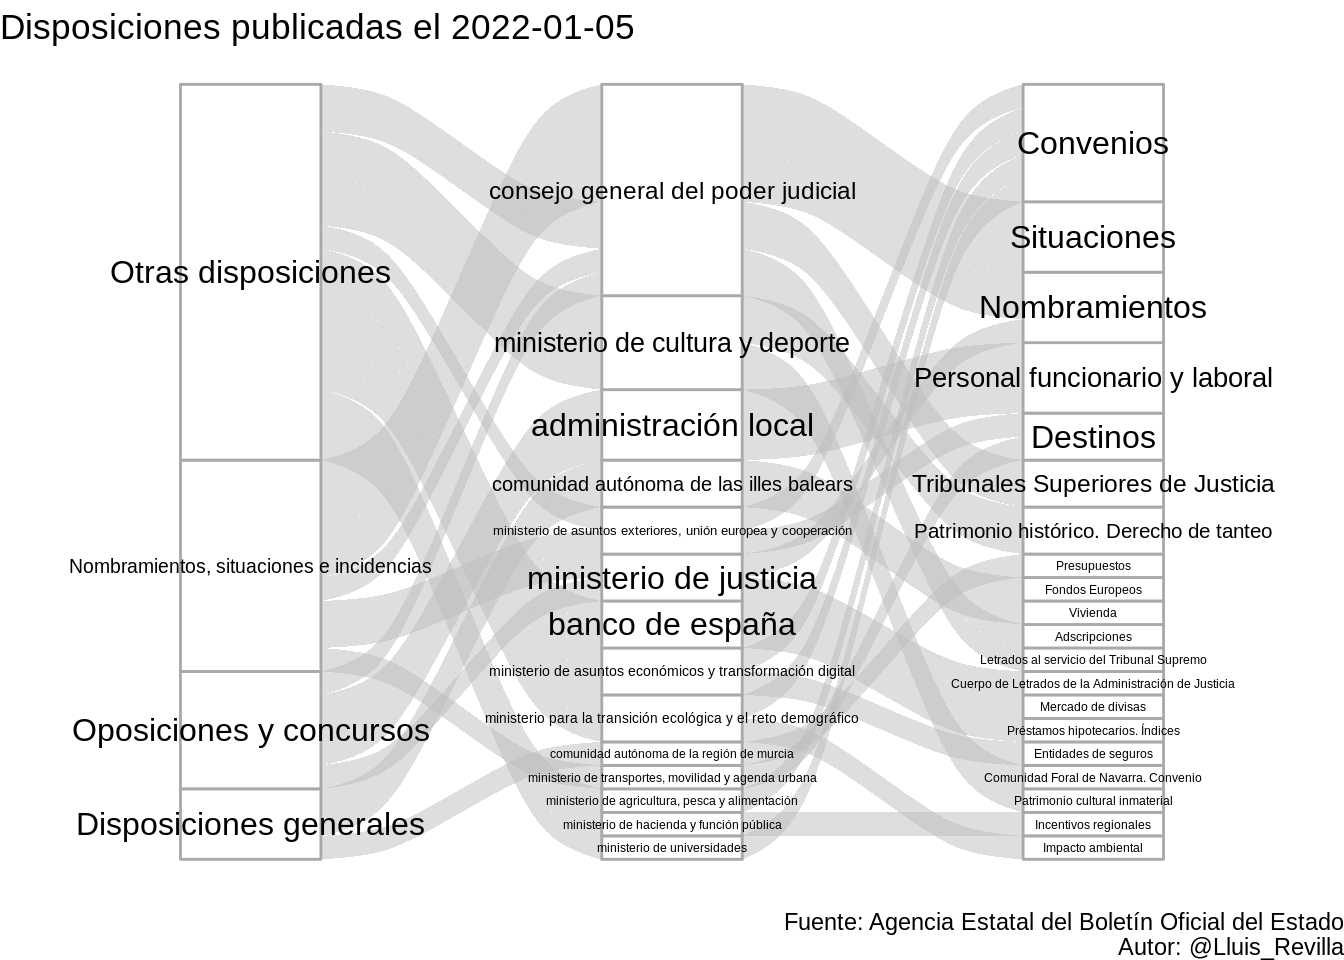 Disposiciones publicadas el 2022-01-05
Otras disposiciones
Nombramientos, situaciones e incidencias
Oposiciones y concursos
Disposiciones generales
consejo general del poder judicial
ministerio de cultura y deporte
administración local
comunidad autónoma de las illes balears
ministerio de asuntos exteriores, unión europea y cooperación
ministerio de justicia
banco de españa
ministerio de asuntos económicos y transformación digital
ministerio para la transición ecológica y el reto demográfico
comunidad autónoma de la región de murcia
ministerio de transportes, movilidad y agenda urbana
ministerio de agricultura, pesca y alimentación
ministerio de hacienda y función pública
ministerio de universidades
Convenios
Situaciones
Nombramientos
Personal funcionario y laboral
Destinos
Tribunales Superiores de Justicia
Patrimonio histórico. Derecho de tanteo
Presupuestos
Fondos Europeos
Vivienda
Adscripciones
Letrados al servicio del Tribunal Supremo
Cuerpo de Letrados de la Administración de Justicia
Mercado de divisas
Préstamos hipotecarios. Índices
Entidades de seguros
Comunidad Foral de Navarra. Convenio
Patrimonio cultural inmaterial
Incentivos regionales
Impacto ambiental
Fuente: Agencia Estatal del Boletín Oficial del Estado
Autor: @Lluis_Revilla